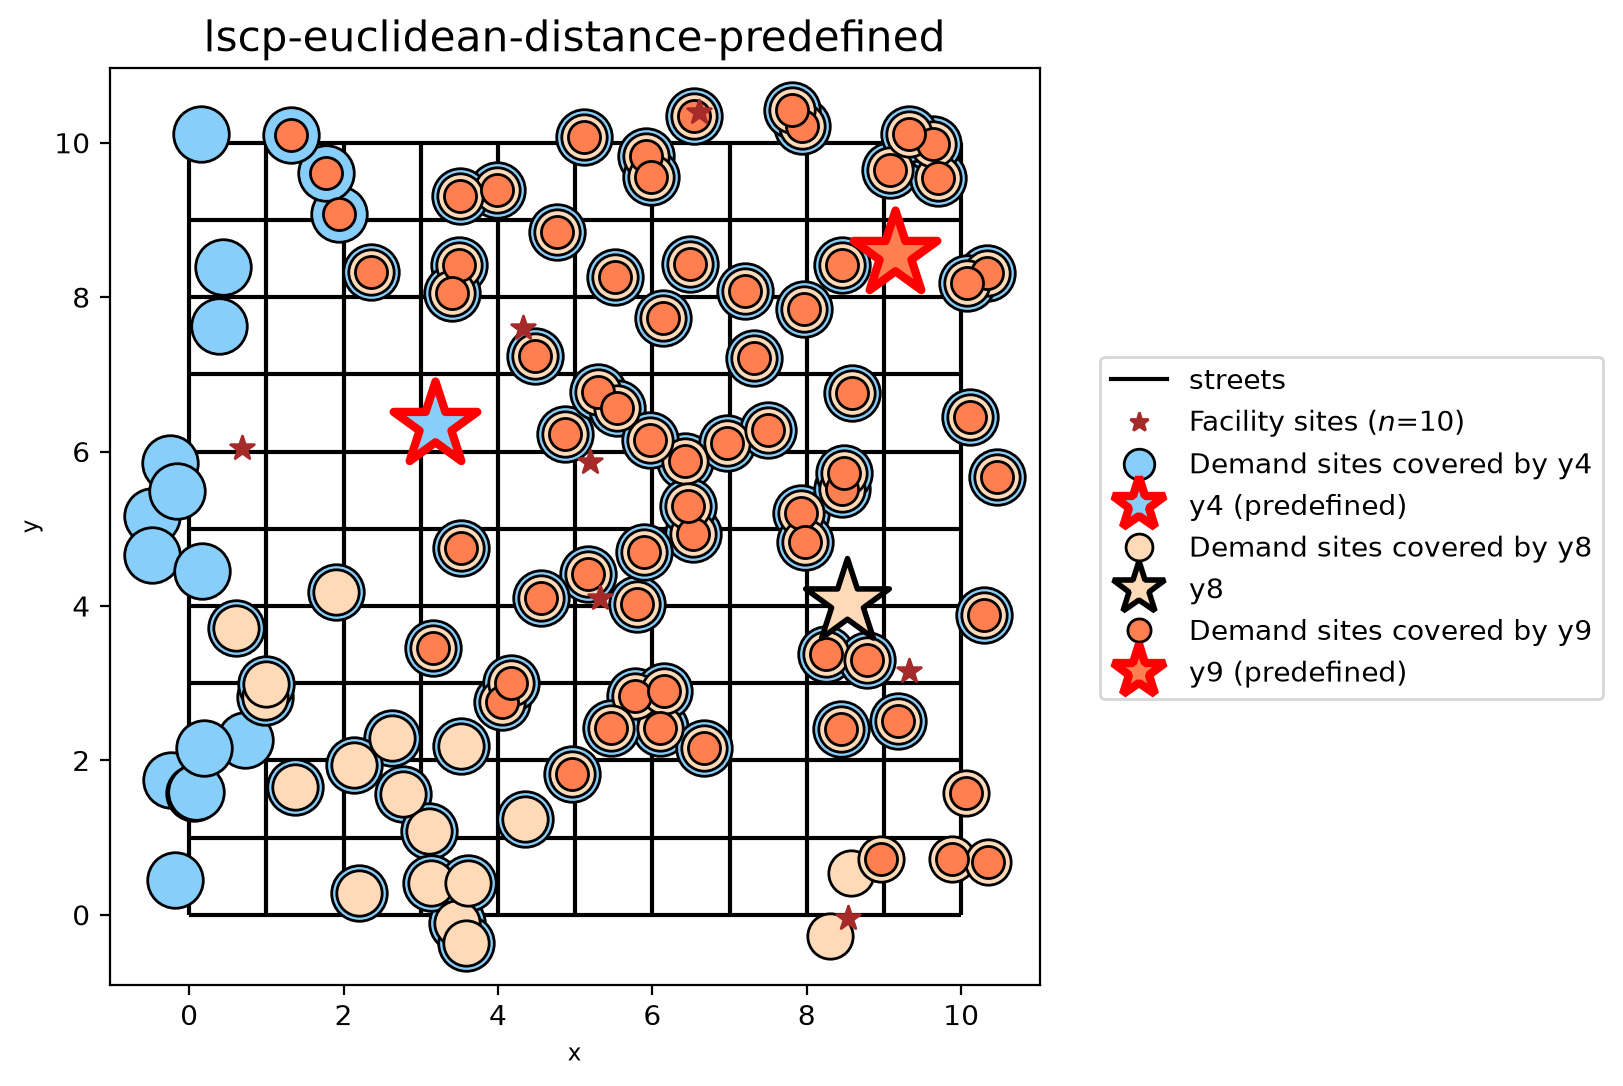 lscp-euclidean-distance-predefined
y
10
8
6
4
2
0
0 2 4 6 8 10
x
streets
Facility sites (n=10)
Demand sites covered by y4
y4 (predefined)
Demand sites covered by y8
y8
Demand sites covered by y9
y9 (predefined)